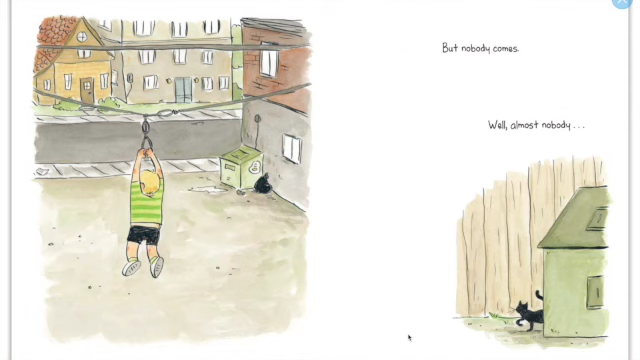 But nobody comes.
Well, almost nobody . . .